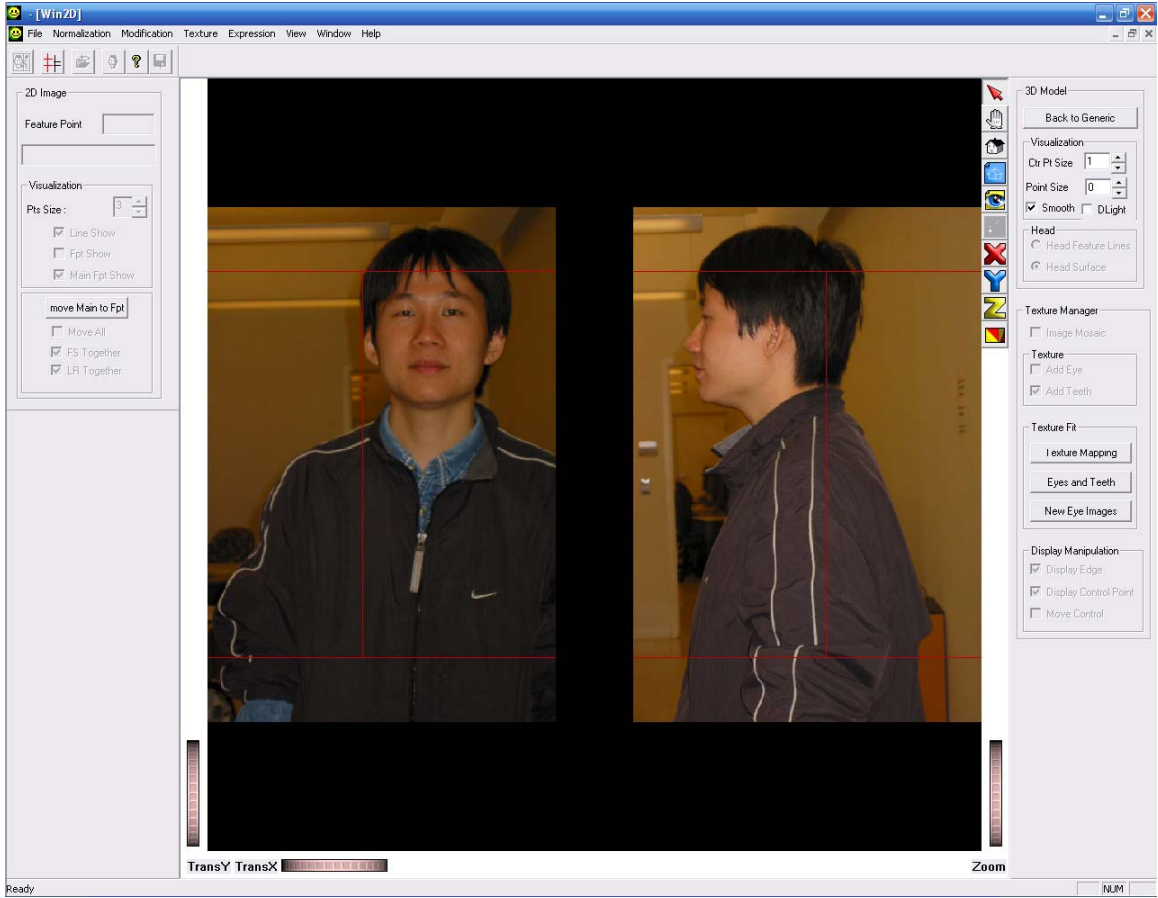 - [Win2D]
File Normalization Modification Texture Expression View Window Help
2D Image
Feature Point
Visualization
Pts Size :
3
Line Show
Fpt Show
Main Fpt Show
move Main to Fpt
Move All
FS Together
LR Together
TransY TransX
Zoom
3D Model
Back to Generic
Visualization
Ctr Pt Size 1
Point Size 0
Smooth DLight
Head
Head Feature Lines
Head Surface
Texture Manager
Image Mosaic
Texture
Add Eye
Add Teeth
Texture Fit
Texture Mapping
Eyes and Teeth
New Eye Images
Display Manipulation
Display Edge
Display Control Point
Move Control
Ready
NUM